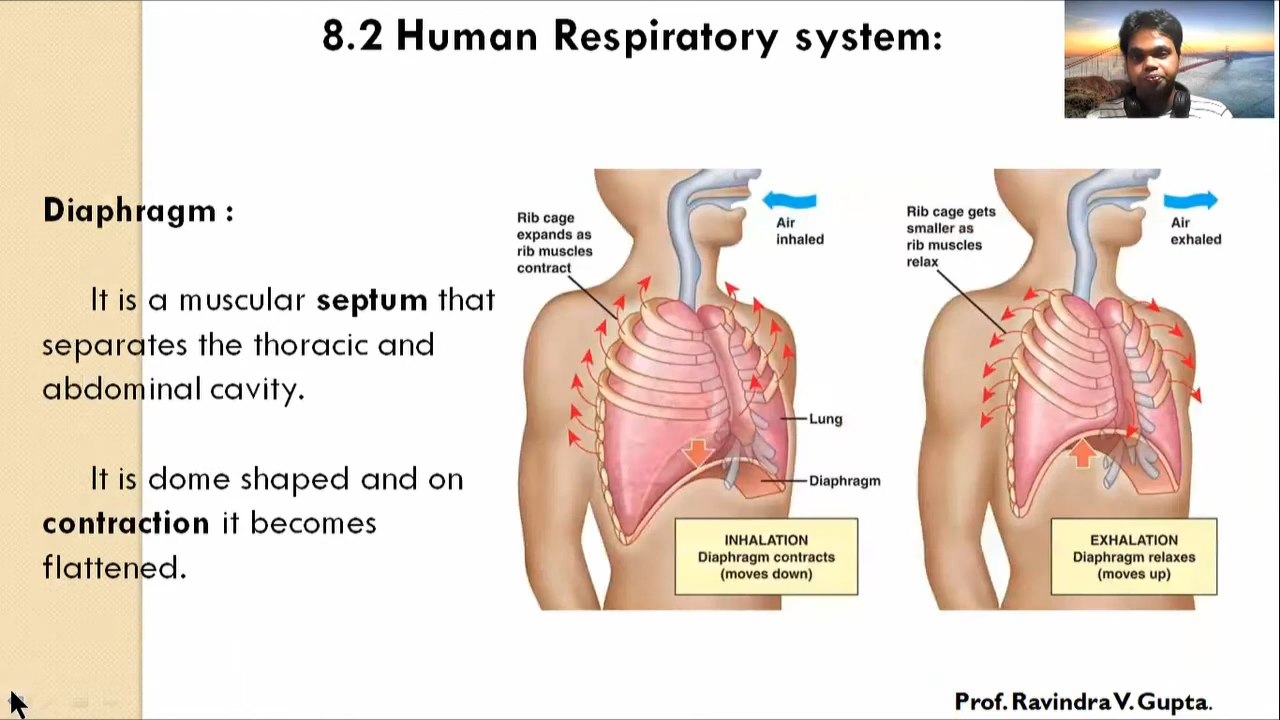 8.2 Human Respiratory system:
Diaphragm :
It is a muscular septum that
separates the thoracic and
abdominal cavity.
It is dome shaped and on
contraction it becomes
flattened.
Rib cage
expands as
rib muscles
contract
Air
inhaled
Lung
Diaphragm
INHALATION
Diaphragm contracts
(moves down)
Rib cage gets
smaller as
rib muscles
relax
Air
exhaled
EXHALATION
Diaphragm relaxes
(moves up)
Prof. Ravindra V. Gupta.